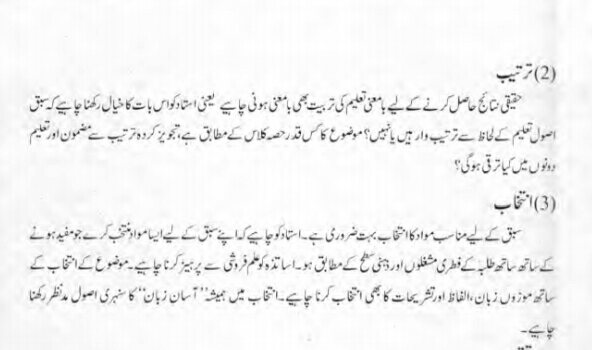 (2) ترتیب
حقیقی نتائج حاصل کرنے کے لیے بامعنی تعلیم کی تربیت بھی بامعنی ہونی چاہیے یعنی استاد کو اس بات کا خیال رکھنا چاہیے کہ سبق
اصول تعلیم کے لحاظ سے ترتیب وار ہیں یا نہیں؟ موضوع کا کس قدر حصہ کلاس کے مطابق ہے، تجویز کردہ ترتیب سے مضمون اور تعلیم
دونوں میں کیا ترقی ہوگی؟
(3) انتخاب
سبق کے لیے مناسب مواد کا انتخاب بہت ضروری ہے۔ استاد کو چاہیے کہ اپنے سبق کے لیے ایسا مواد منتخب کرے جو مفید ہونے
کے ساتھ ساتھ طلبہ کے فطری مشغلوں اور ذہنی سطح کے مطابق ہو۔ اساتذہ کو علم فروشی سے پرہیز کرنا چاہیے۔ موضوع کے انتخاب کے
ساتھ موزوں زبان، الفاظ اور تشریحات کا بھی انتخاب کرنا چاہیے۔ انتخاب میں ہمیشہ "آسان زبان" کا سنہری اصول مدنظر رکھنا
چاہیے۔